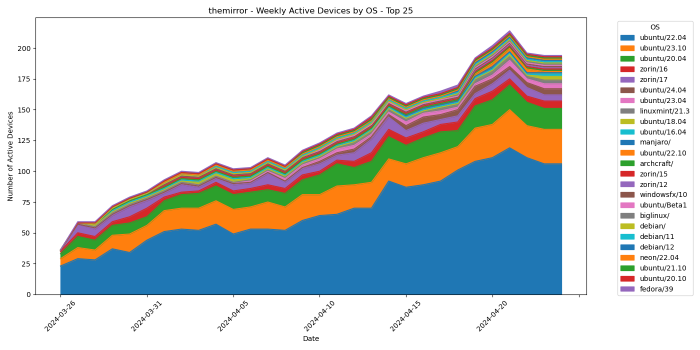 themirror - Weekly Active Devices by OS - Top 25
Number of Active Devices
200
175
150
125
100
75
50
25
0
2024-03-26
2024-03-31
2024-04-05
2024-04-10
2024-04-15
2024-04-20
Date
OS
ubuntu/22.04
ubuntu/23.10
ubuntu/20.04
zorin/16
zorin/17
ubuntu/24.04
ubuntu/23.04
linuxmint/21.3
ubuntu/18.04
ubuntu/16.04
manjaro/
ubuntu/22.10
archcraft/
zorin/15
zorin/12
windowsfx/10
ubuntu/Beta1
biglinux/
debian/
debian/11
debian/12
neon/22.04
ubuntu/21.10
ubuntu/20.10
fedora/39